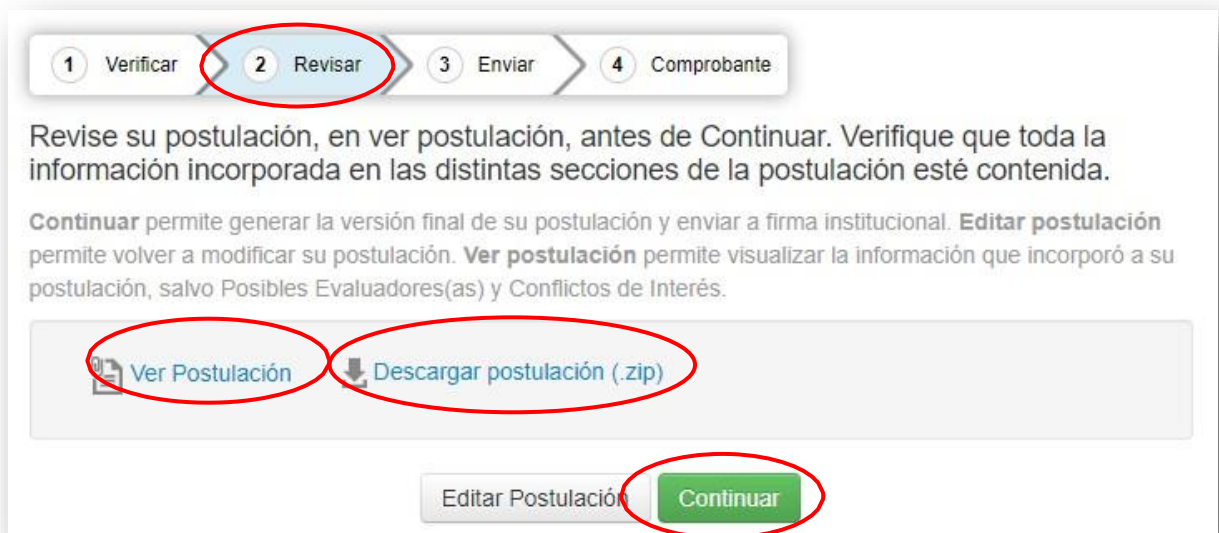 1 Verificar 2 Revisar 3 Enviar 4 Comprobante
Revise su postulación, en ver postulación, antes de Continuar. Verifique que toda la
información incorporada en las distintas secciones de la postulación esté contenida.
Continuar permite generar la versión final de su postulación y enviar a firma institucional. Editar postulación
permite volver a modificar su postulación. Ver postulación permite visualizar la información que incorporó a su
postulación, salvo Posibles Evaluadores(as) y Conflictos de Interés.
Ver Postulación Descargar postulación (.zip)
Editar Postulación Continuar